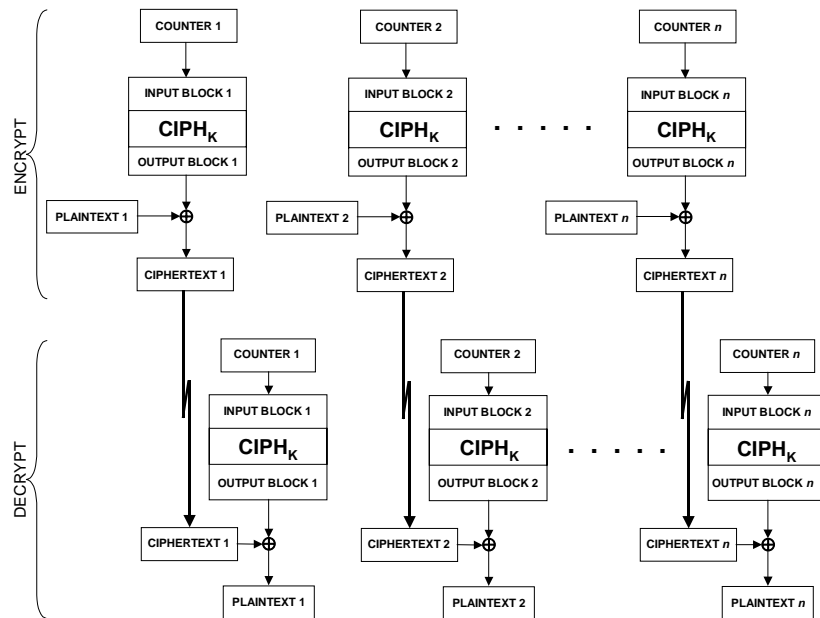 ENCRYPT
COUNTER 1
COUNTER 2
COUNTER n
INPUT BLOCK 1
INPUT BLOCK 2
INPUT BLOCK n
CIPHK
CIPHK
. . . . .
CIPHK
OUTPUT BLOCK 1
OUTPUT BLOCK 2
OUTPUT BLOCK n
PLAINTEXT 1
PLAINTEXT 2
PLAINTEXT n
CIPHERTEXT 1
CIPHERTEXT 2
CIPHERTEXT n
DECRYPT
COUNTER 1
COUNTER 2
COUNTER n
INPUT BLOCK 1
INPUT BLOCK 2
INPUT BLOCK n
CIPHK
CIPHK
. . . . .
CIPHK
OUTPUT BLOCK 1
OUTPUT BLOCK 2
OUTPUT BLOCK n
CIPHERTEXT 1
CIPHERTEXT 2
CIPHERTEXT n
PLAINTEXT 1
PLAINTEXT 2
PLAINTEXT n